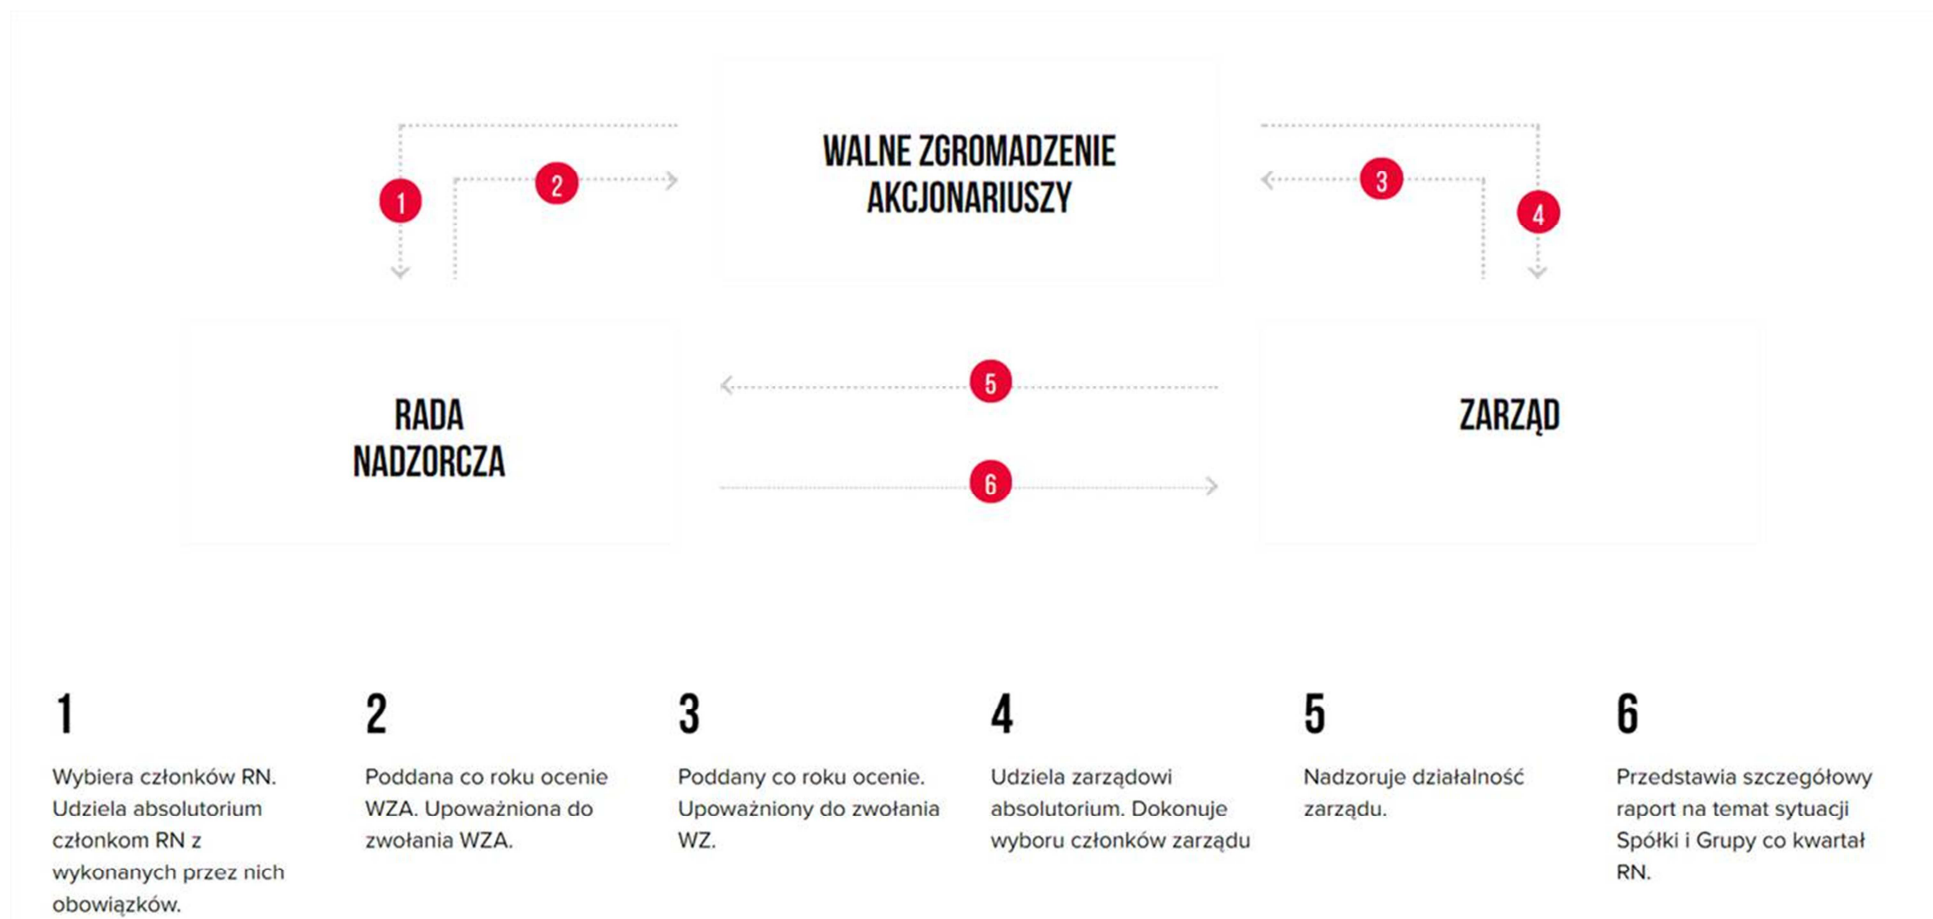 WALNE ZGROMADZENIE
AKCJONARIUSZY
1
2
3
4
5
6
RADA
NADZORCZA
ZARZĄD
1
Wybiera członków RN.
Udziela absolutorium
członkom RN z
wykonanych przez nich
obowiązków.
2
Poddana co roku ocenie
WZA. Upoważniona do
zwołania WZA.
3
Poddany co roku ocenie.
Upoważniony do zwołania
WZ.
4
Udziela zarządowi
absolutorium. Dokonuje
wyboru członków zarządu
5
Nadzoruje działalność
zarządu.
6
Przedstawia szczegółowy
raport na temat sytuacji
Spółki i Grupy co kwartał
RN.